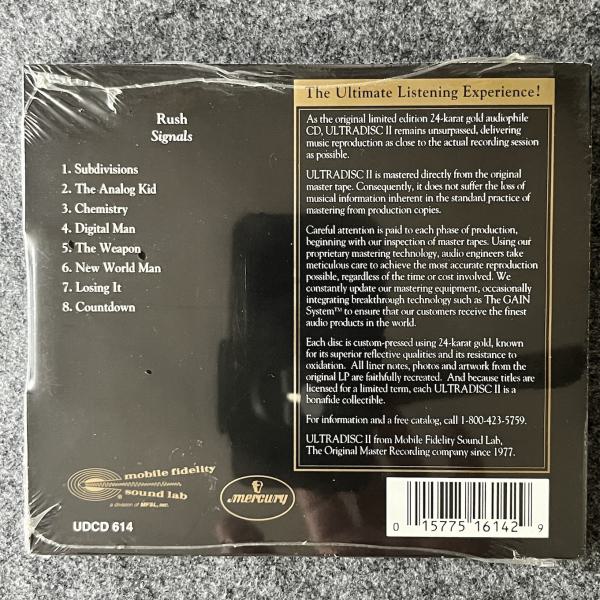 Rush
Signals
1. Subdivisions
2. The Analog Kid
3. Chemistry
4. Digital Man
5. The Weapon
6. New World Man
7. Losing It
8. Countdown
The Ultimate Listening Experience!
As the original limited edition 24-karat gold audiophile
CD, ULTRADISC II remains unsurpassed, delivering
music reproduction as close to the actual recording session
as possible.
ULTRADISC II is mastered directly from the original
master tape. Consequently, it does not suffer the loss of
musical information inherent in the standard practice of
mastering from production copies.
Careful attention is paid to each phase of production,
beginning with our inspection of master tapes. Using our
proprietary mastering technology, audio engineers take
meticulous care to achieve the most accurate reproduction
possible, regardless of the time or cost involved. We
constantly update our mastering equipment, occasionally
integrating breakthrough technology such as The GAIN
System™ to ensure that our customers receive the finest
audio products in the world.
Each disc is custom-pressed using 24-karat gold, known
for its superior reflective qualities and its resistance to
oxidation. All liner notes, photos and artwork from the
original LP are faithfully recreated. And because titles are
licensed for a limited term, each ULTRADISC II is a
bonafide collectible.
For information and a free catalog, call 1-800-423-5759.
ULTRADISC II from Mobile Fidelity Sound Lab,
The Original Master Recording company since 1977.
mobile fidelity
sound lab
a division of MFSL, inc.
UDCD 614
mercury
0 15775 16142 9